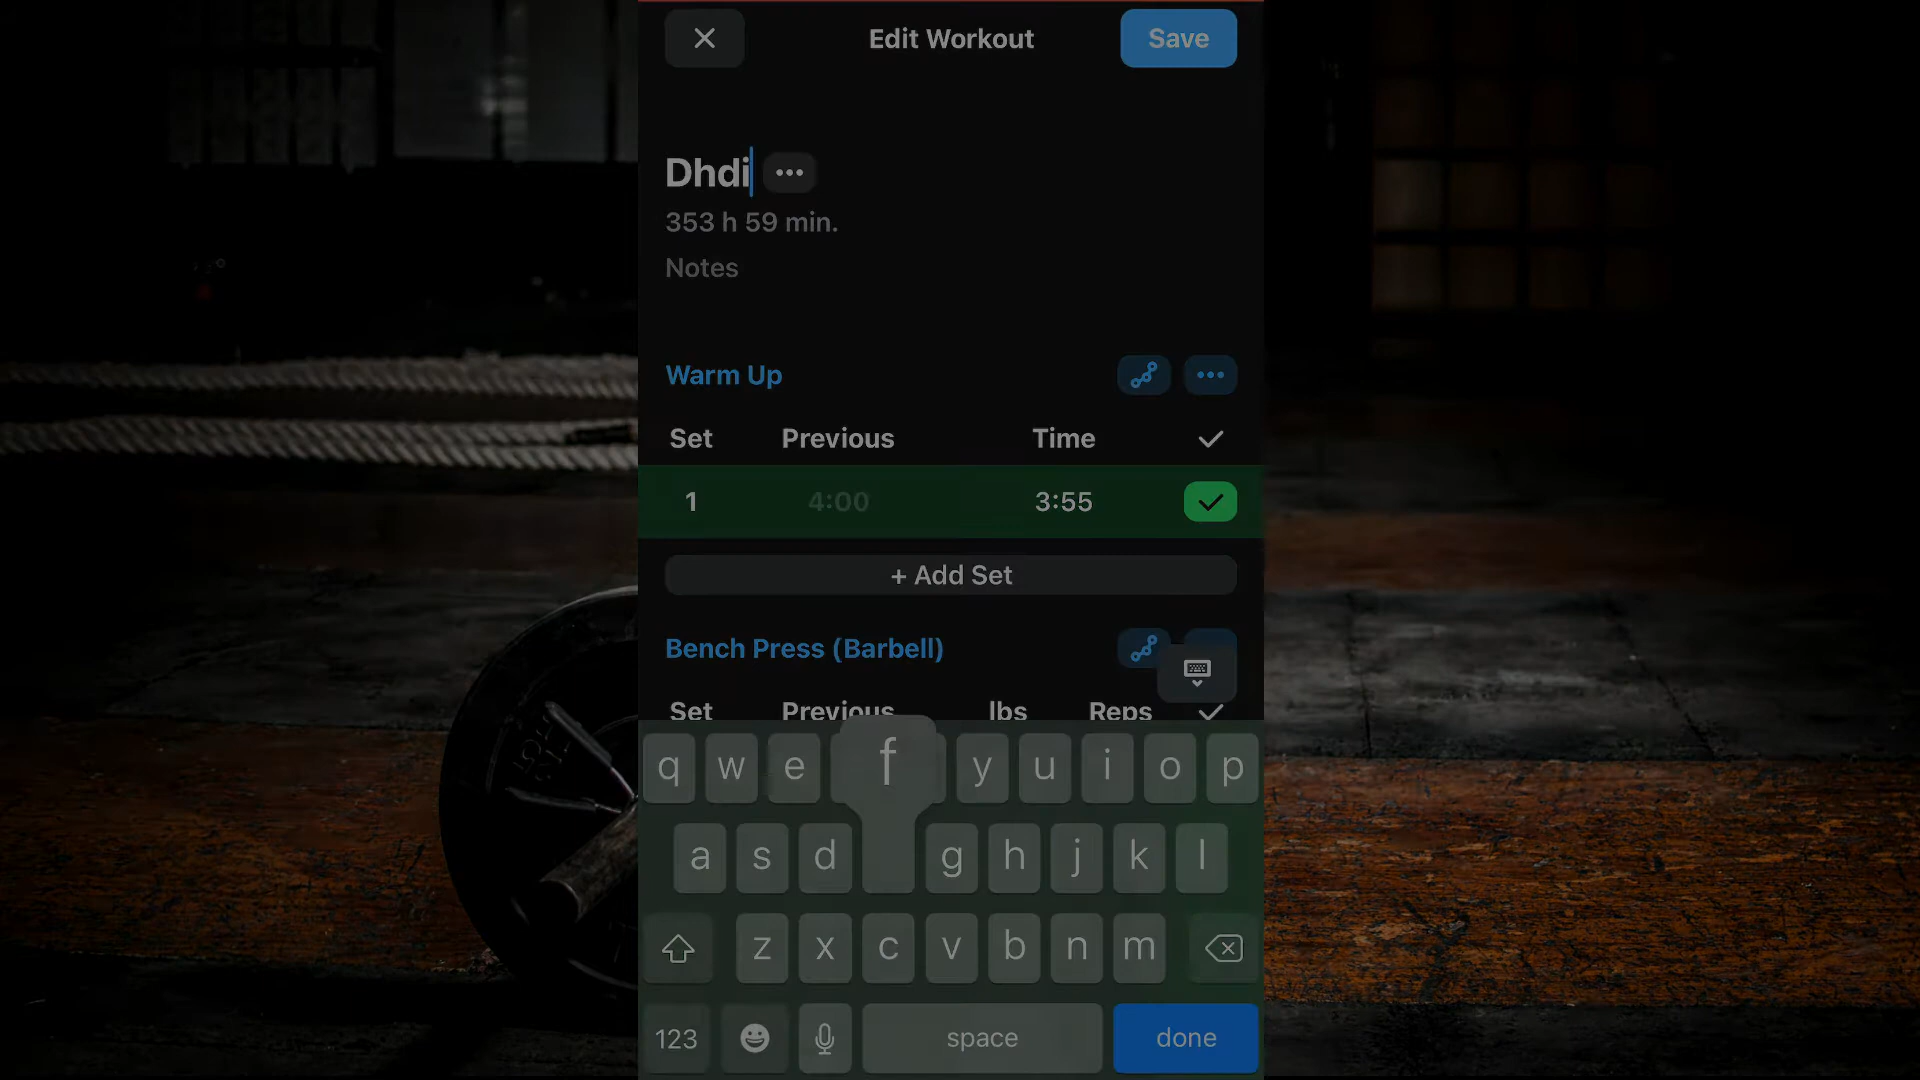 Edit Workout
Save
Dhdi
353 h 59 min.
Notes
Warm Up
Set Previous Time
1 4:00 3:55
+ Add Set
Bench Press (Barbell)
Set Previous lbs Reps
q w e f y u i o p
a s d g h j k l
z x c v b n m
123 space done